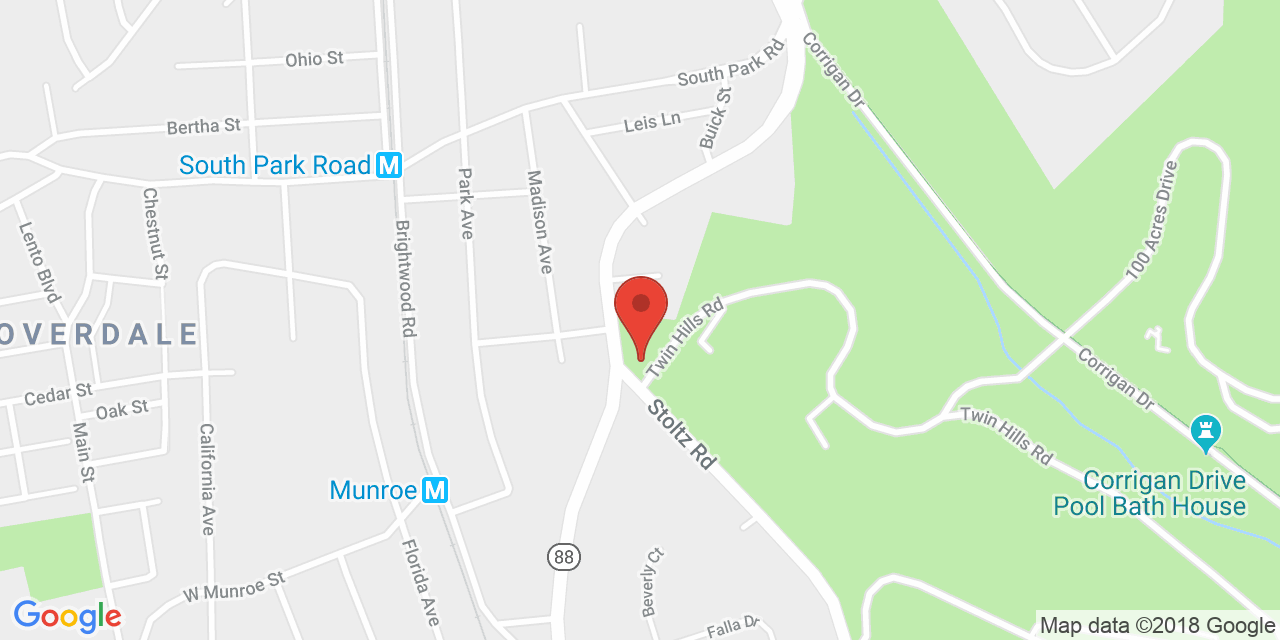 Ohio St
South Park Rd
Corrigan Dr
Leis Ln
Buick St
Bertha St
South Park Road M
Park Ave
Madison Ave
Chestnut St
Lento Blvd
Brightwood Rd
100 Acres Drive
OVERDALE
Twin Hills Rd
Cedar St
Oak St
Main St
California Ave
Stoltz Rd
Corrigan Dr
Twin Hills Rd
Munroe M
Corrigan Drive
Pool Bath House
88
Florida Ave
W Munroe St
Beverly Ct
Falla Dr
Google
Map data ©2018 Google